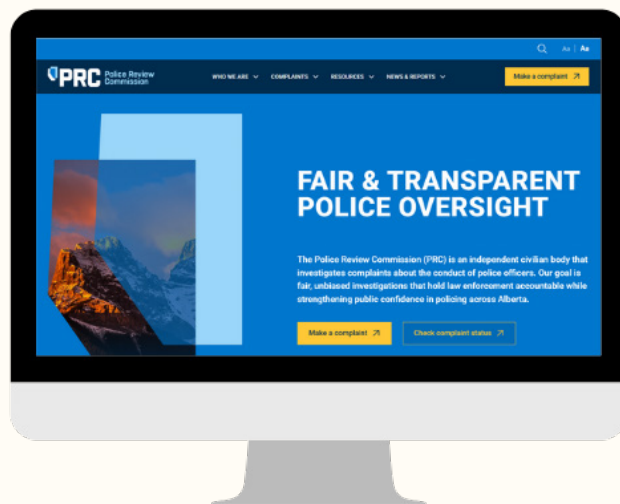 Aa | Aa
PRC Police Review
Commission
WHO WE ARE
COMPLAINTS
RESOURCES
NEWS & REPORTS
Make a complaint
FAIR & TRANSPARENT
POLICE OVERSIGHT
The Police Review Commission (PRC) is an independent civilian body that
investigates complaints about the conduct of police officers. Our goal is
fair, unbiased investigations that hold law enforcement accountable while
strengthening public confidence in policing across Alberta.
Make a complaint
Check complaint status